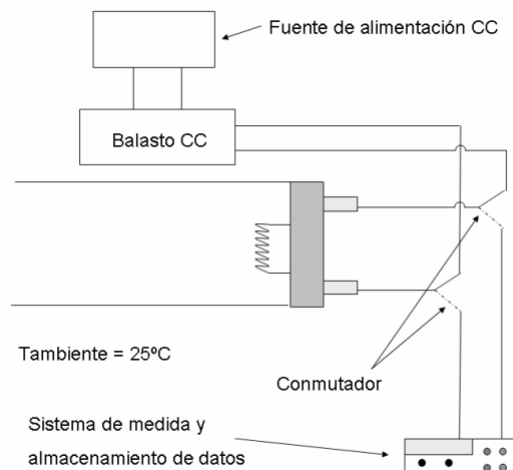 Fuente de alimentación CC
Balasto CC
Tambiente = 25ºC
Conmutador
Sistema de medida y
almacenamiento de datos